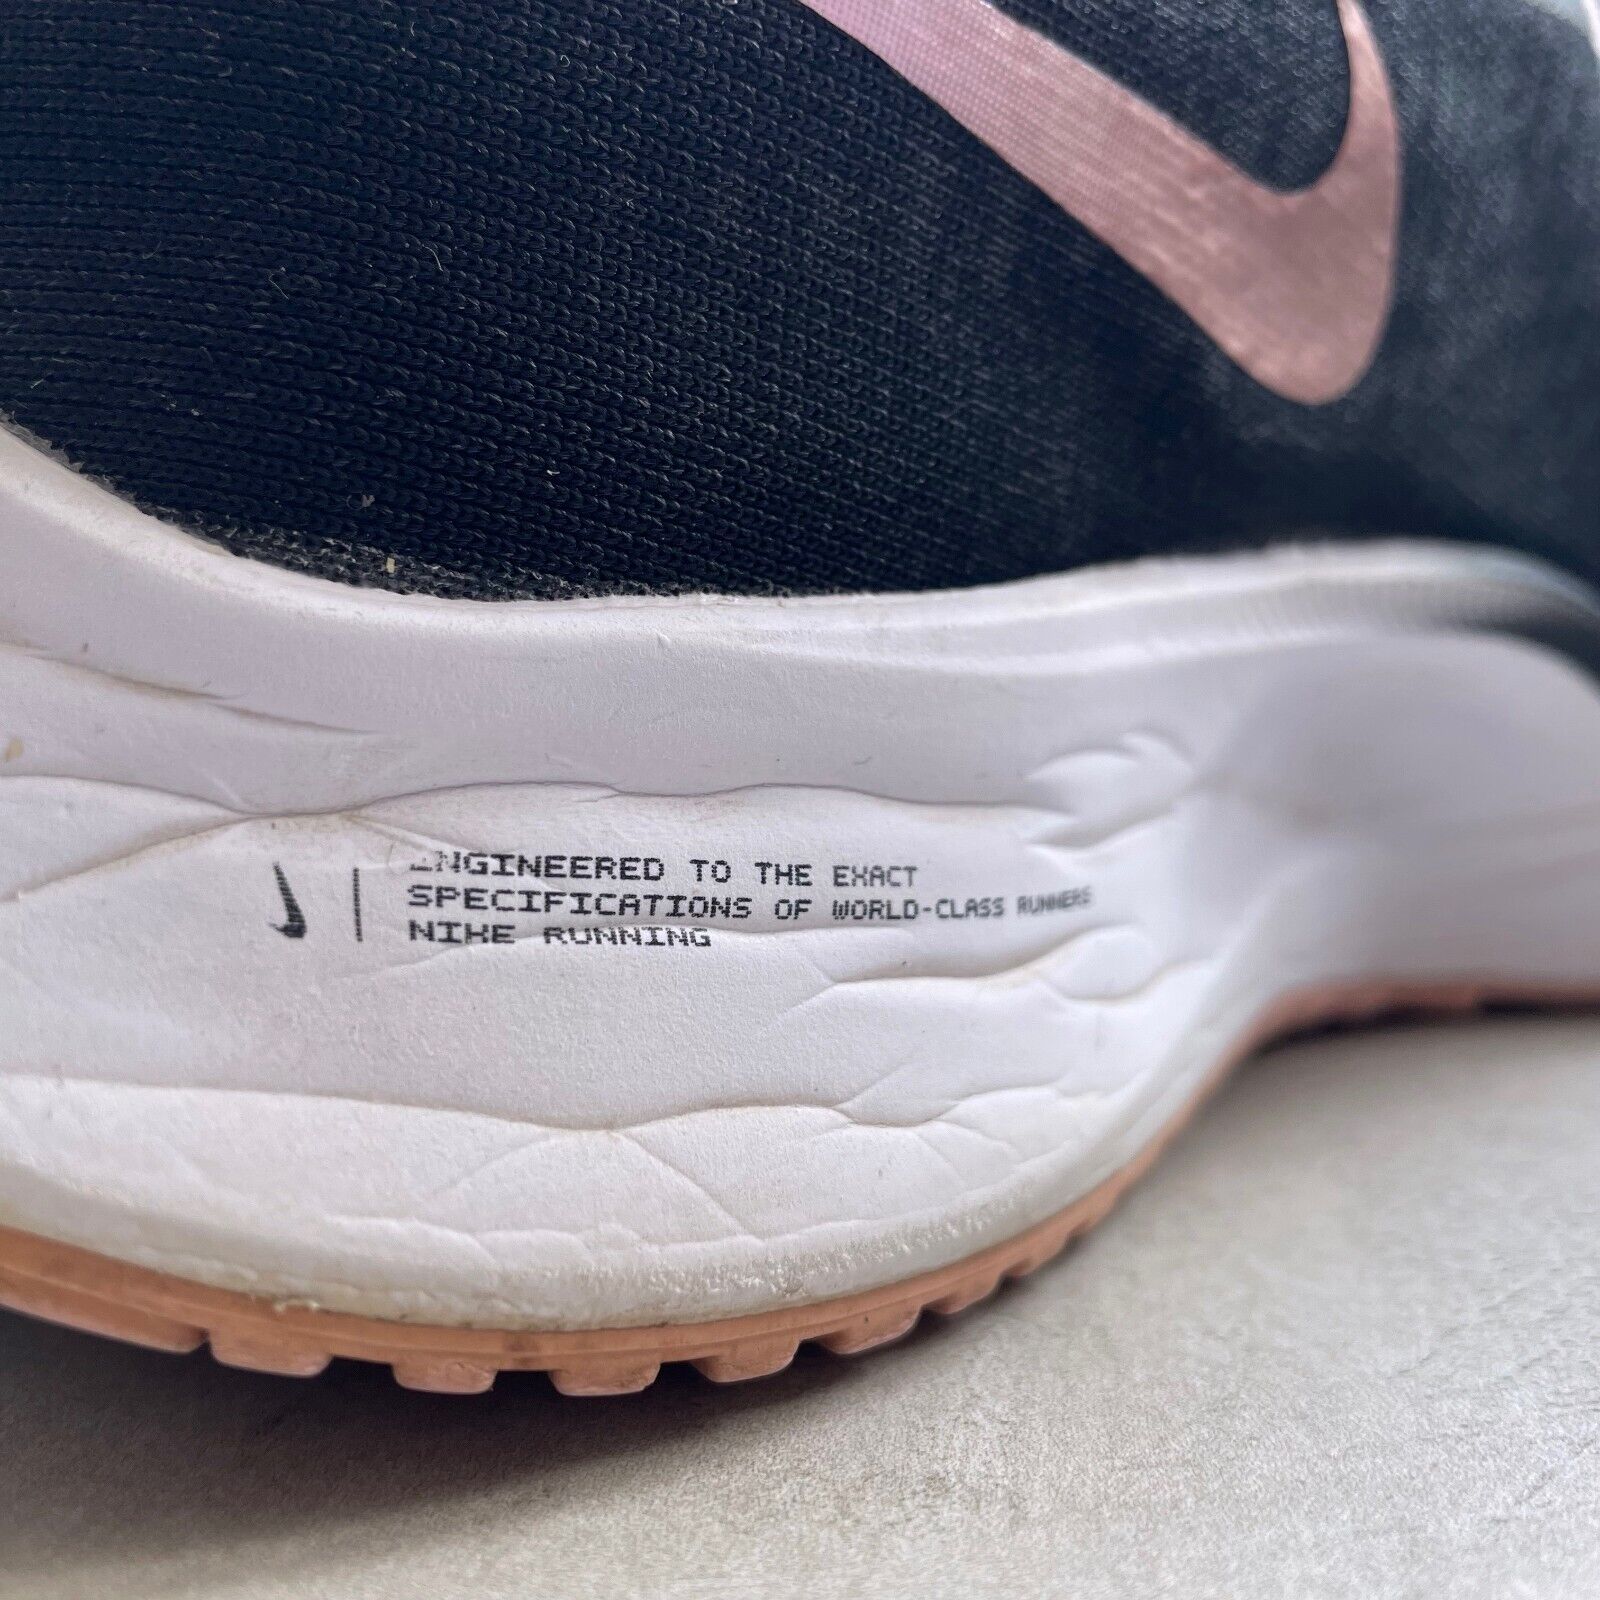 ENGINEERED TO THE EXACT
SPECIFICATIONS OF WORLD-CLASS RUNNERS
NIKE RUNNING